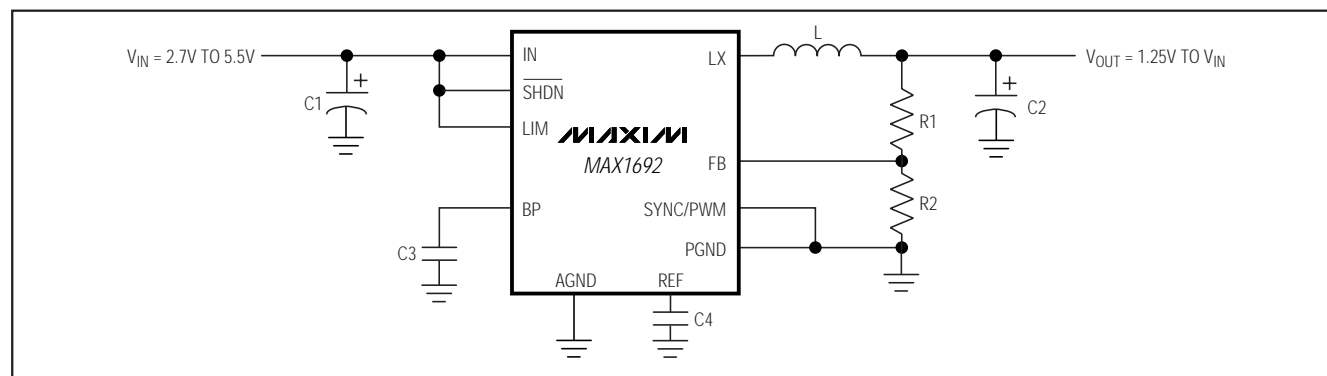 V_IN = 2.7V TO 5.5V
C1
+
IN
SHDN
LIM
BP
C3
AGND
REF
C4
MAXIM
MAX1692
LX
FB
SYNC/PWM
PGND
L
R1
R2
+
C2
V_OUT = 1.25V TO V_IN